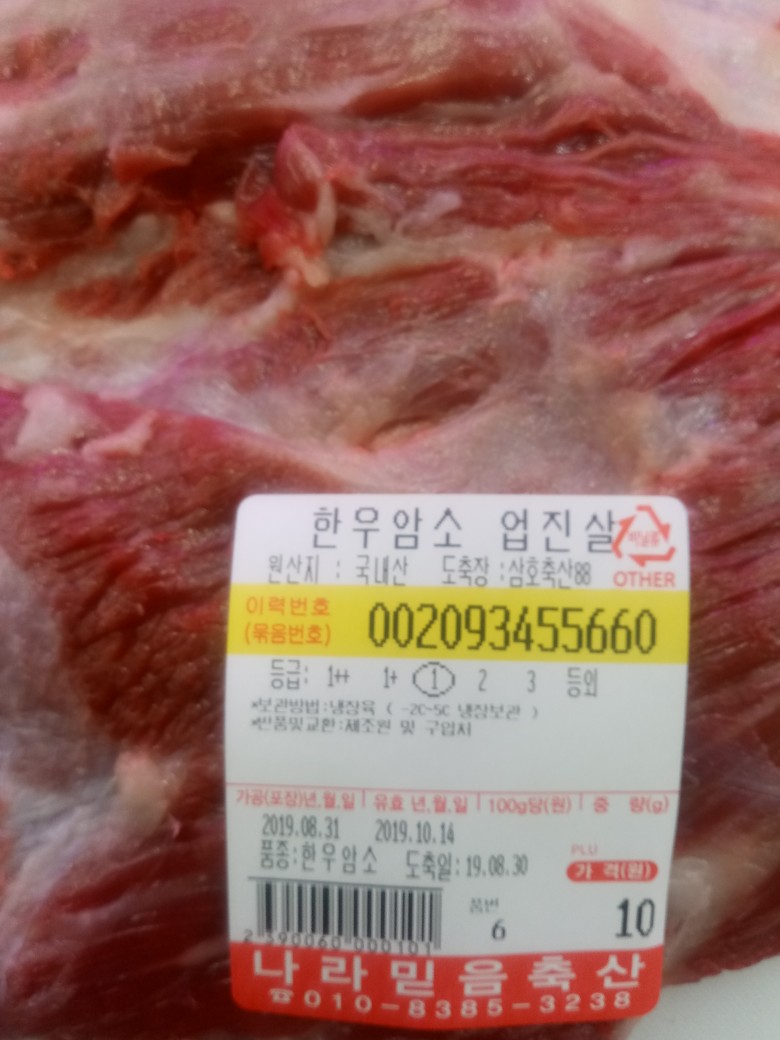 한우암소 업진살
비닐류
OTHER
원산지 : 국내산 도축장 :삼호축산88
이력번호
(묶음번호) 002093455660
등급: 1++ 1+ 1 2 3 등외
*보관방법:냉장육 ( -2C~5C 냉장보관 )
*반품및교환:제조원 및 구입처
가공(포장)년.월.일 유효 년.월.일 100g당(원) 중 량(g)
2019.08.31 2019.10.14
품종:한우암소 도축일:19.08.30
PLU
가 격(원)
품번
6
10
2 390060 000101
나라믿음축산
☎010-8385-3238